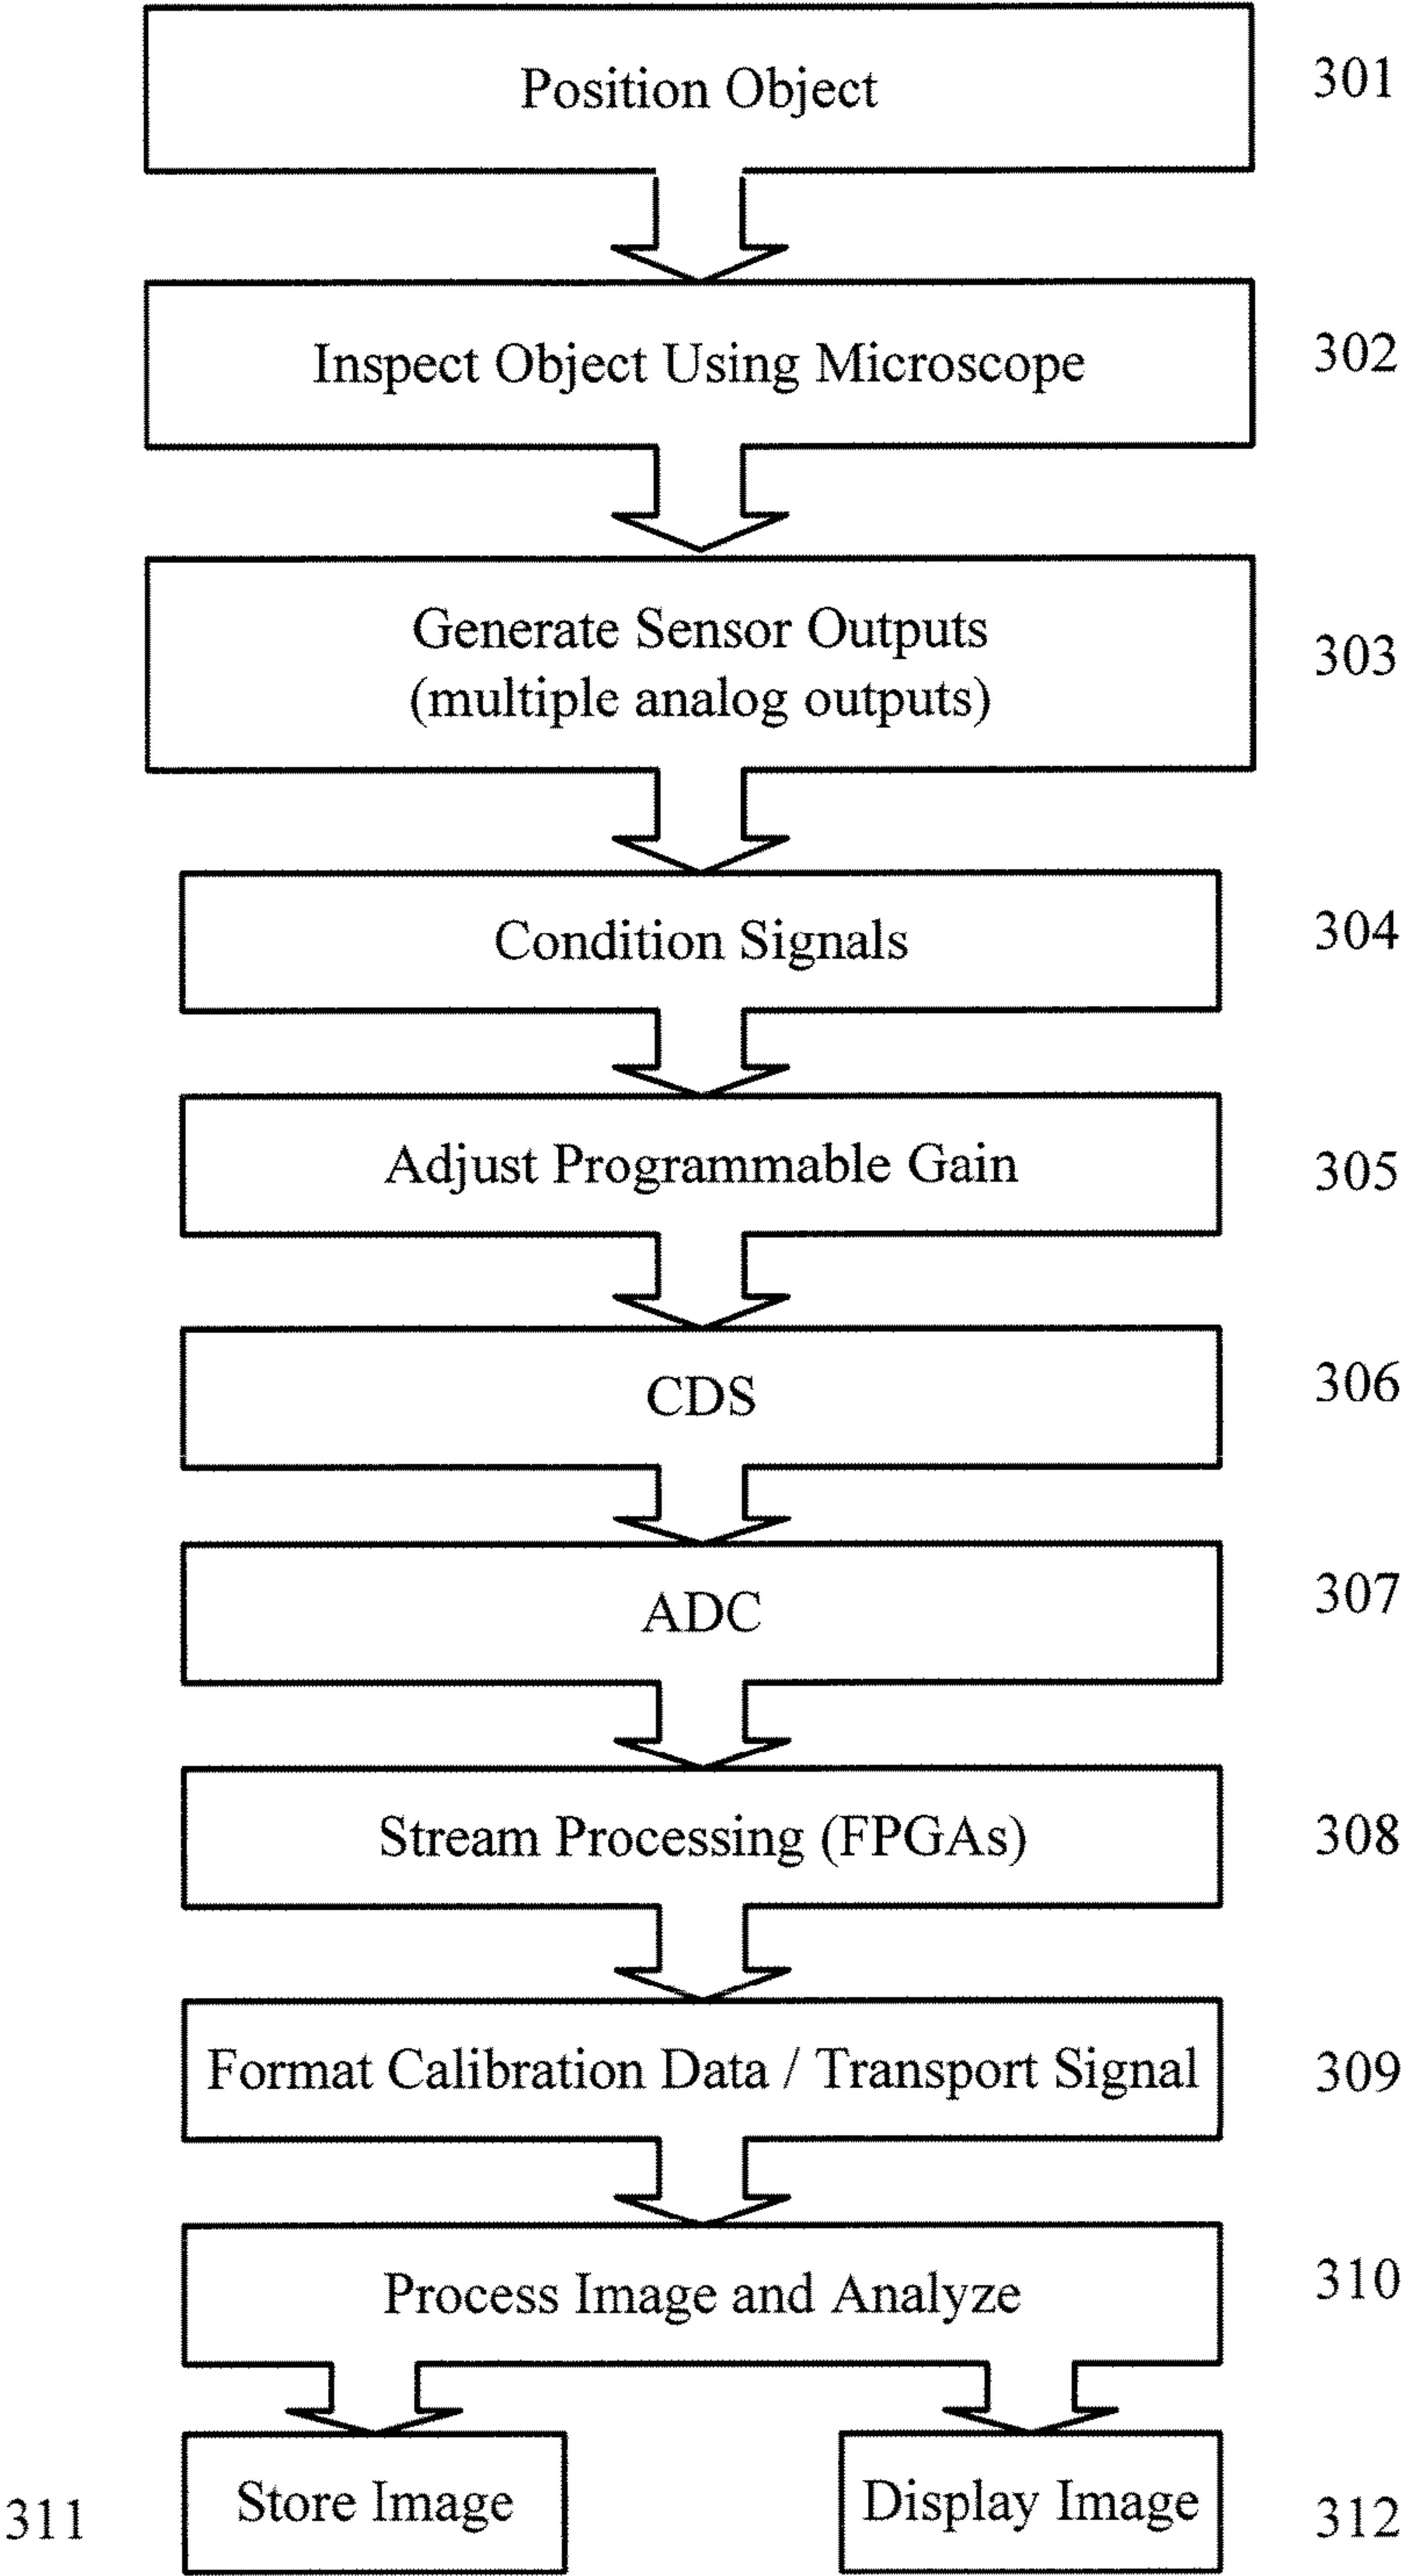 Position Object
301
Inspect Object Using Microscope
302
Generate Sensor Outputs
(multiple analog outputs)
303
Condition Signals
304
Adjust Programmable Gain
305
CDS
306
ADC
307
Stream Processing (FPGAs)
308
Format Calibration Data / Transport Signal
309
Process Image and Analyze
310
311
Store Image
Display Image
312